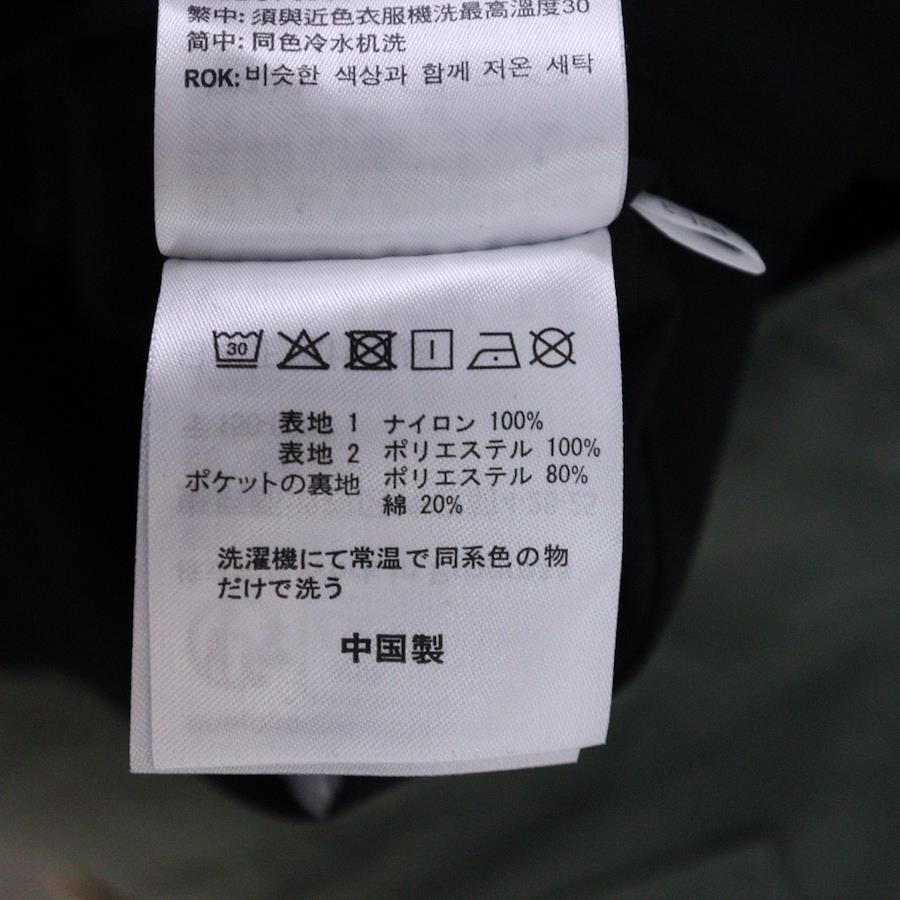 繁中: 須與近色衣服機洗最高溫度30
简中: 同色冷水机洗
ROK: 비슷한 색상과 함께 저온 세탁
30
表地 1 ナイロン 100%
表地 2 ポリエステル 100%
ポケットの裏地 ポリエステル 80%
綿 20%
洗濯機にて常温で同系色の物
だけで洗う
中国製